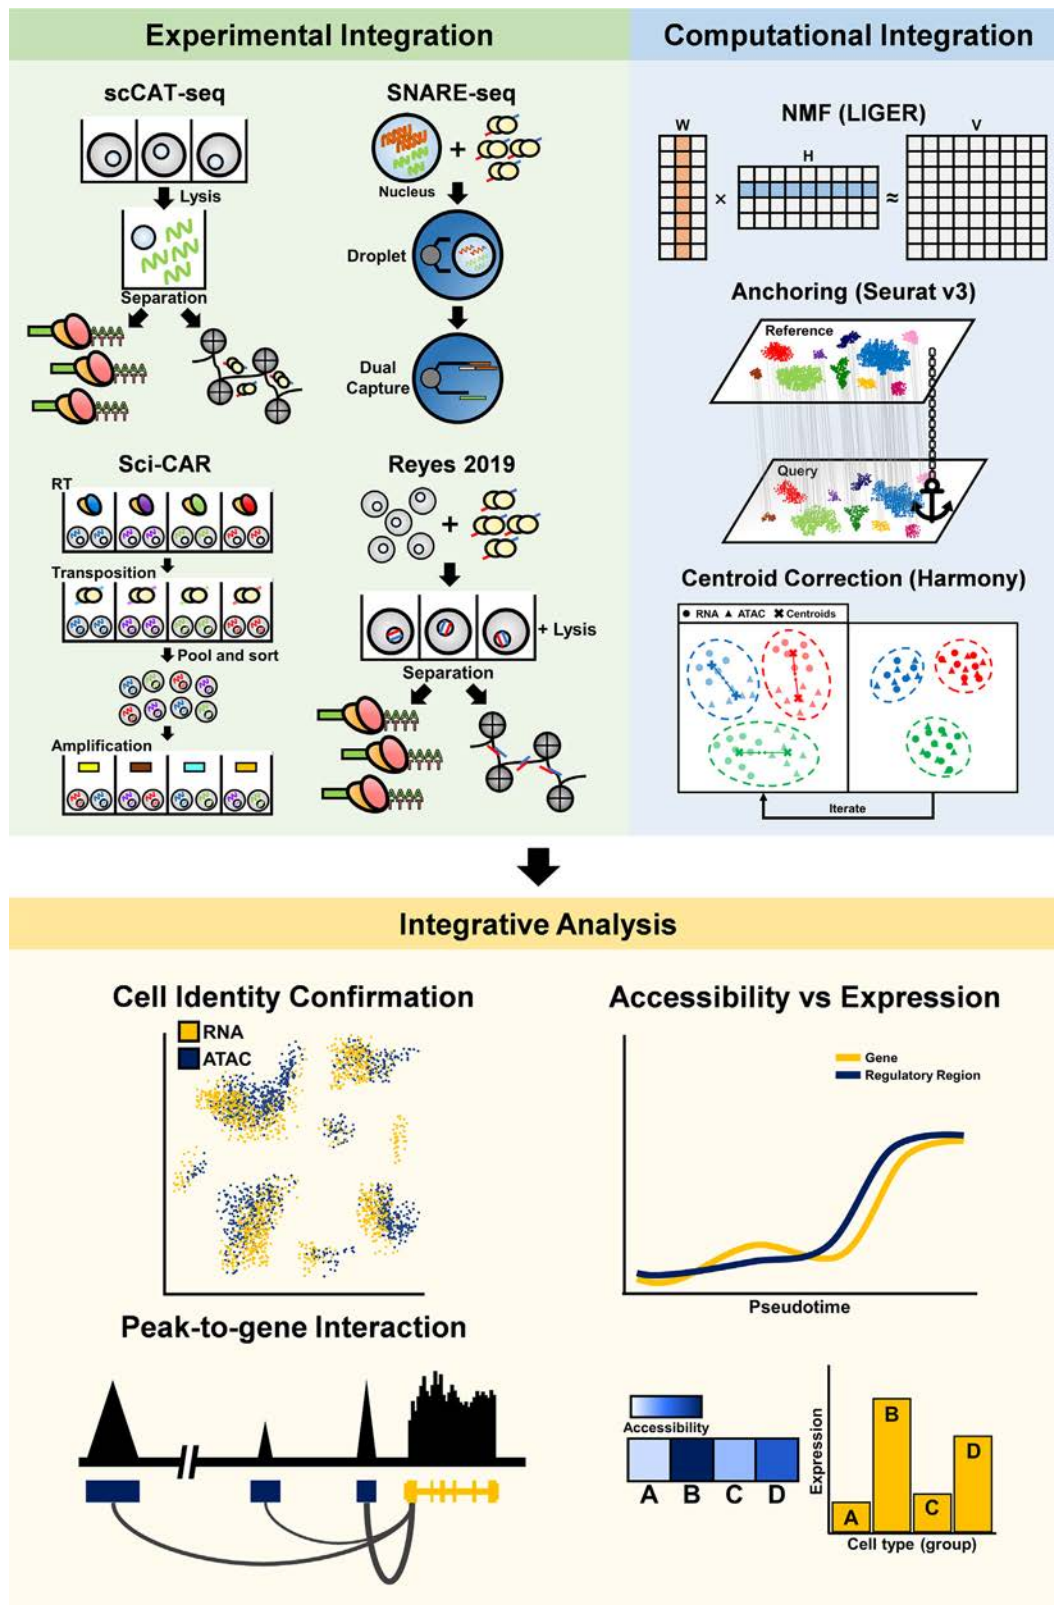 Experimental Integration
scCAT-seq
Lysis
Separation
SNARE-seq
Nucleus
Droplet
Dual
Capture
Sci-CAR
RT
Transposition
Pool and sort
Amplification
Reyes 2019
+ Lysis
Separation
Computational Integration
NMF (LIGER)
W
×
H
≈
V
Anchoring (Seurat v3)
Reference
Query
Centroid Correction (Harmony)
RNA ATAC Centroids
Iterate
Integrative Analysis
Cell Identity Confirmation
RNA
ATAC
Accessibility vs Expression
Gene
Regulatory Region
Pseudotime
Peak-to-gene Interaction
Accessibility
A B C D
Expression
A B C D
Cell type (group)